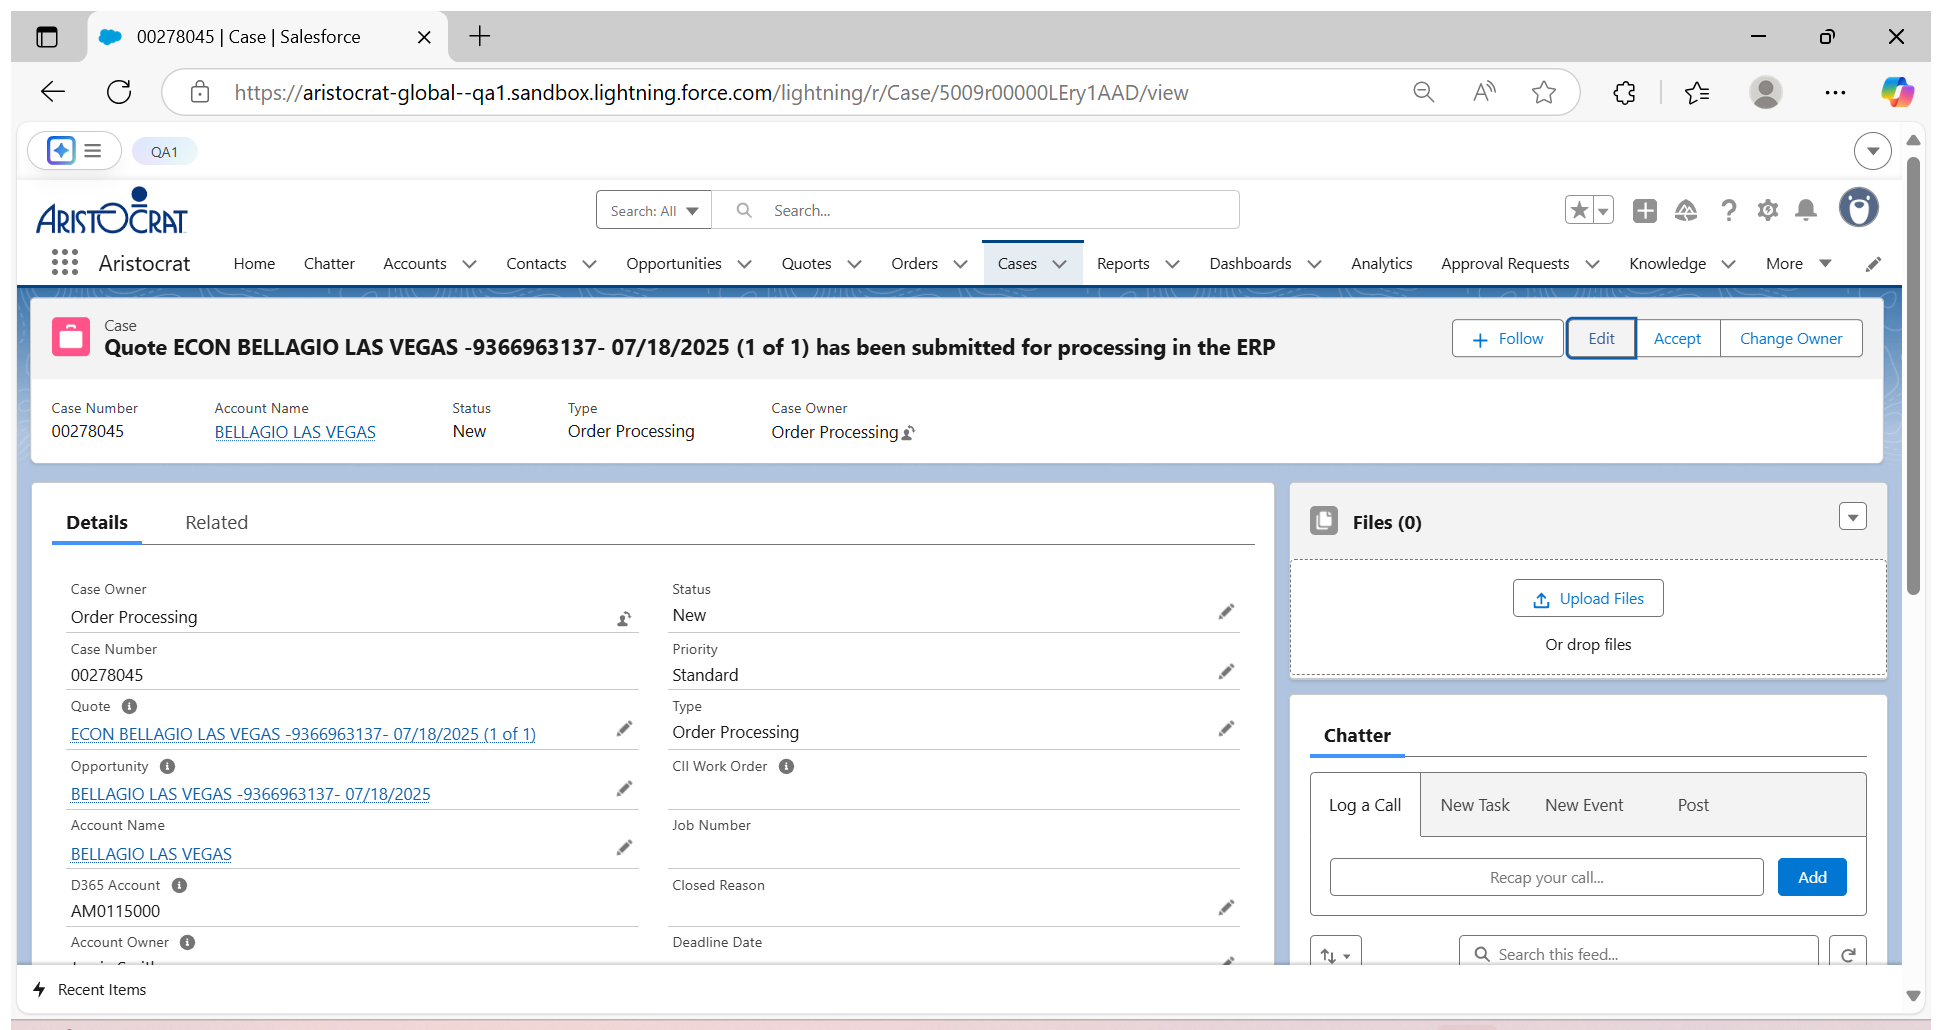 00278045 | Case | Salesforce
https://aristocrat-global--qa1.sandbox.lightning.force.com/lightning/r/Case/5009r00000LEry1AAD/view
QA1
ARISTOCRAT
Search: All
Search...
Aristocrat
Home
Chatter
Accounts
Contacts
Opportunities
Quotes
Orders
Cases
Reports
Dashboards
Analytics
Approval Requests
Knowledge
More
Case
Quote ECON BELLAGIO LAS VEGAS -9366963137- 07/18/2025 (1 of 1) has been submitted for processing in the ERP
Follow
Edit
Accept
Change Owner
Case Number
00278045
Account Name
BELLAGIO LAS VEGAS
Status
New
Type
Order Processing
Case Owner
Order Processing
Details
Related
Case Owner
Order Processing
Status
New
Case Number
00278045
Priority
Standard
Quote
ECON BELLAGIO LAS VEGAS -9366963137- 07/18/2025 (1 of 1)
Type
Order Processing
Opportunity
BELLAGIO LAS VEGAS -9366963137- 07/18/2025
CII Work Order
Account Name
BELLAGIO LAS VEGAS
Job Number
D365 Account
AM0115000
Closed Reason
Account Owner
Deadline Date
Files (0)
Upload Files
Or drop files
Chatter
Log a Call
New Task
New Event
Post
Recap your call...
Add
Search this feed...
Recent Items